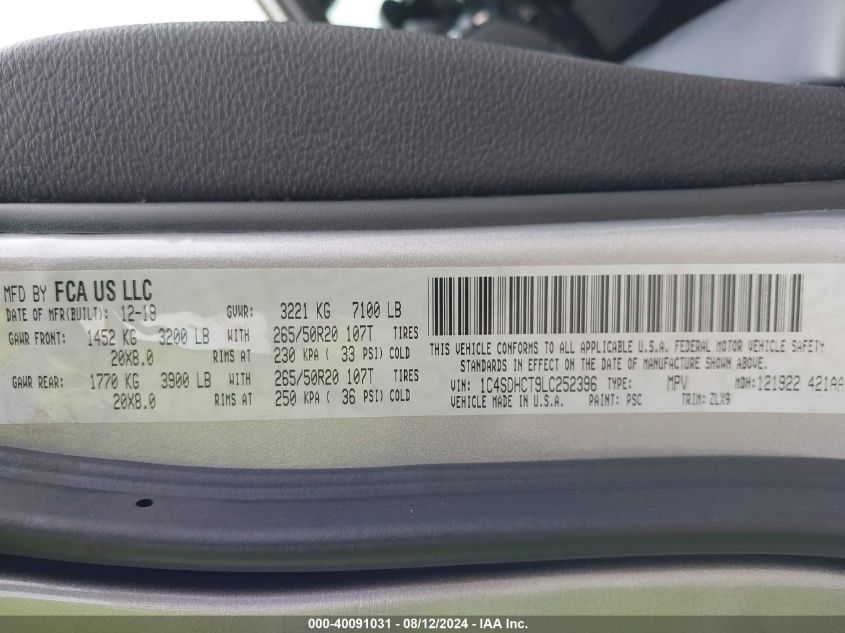 MFD BY FCA US LLC
DATE OF MFR(BUILT): 12-19 GVWR: 3221 KG 7100 LB
GAWR FRONT: 1452 KG 3200 LB WITH 265/50R20 107T TIRES
20X8.0 RIMS AT 230 KPA ( 33 PSI) COLD
GAWR REAR: 1770 KG 3900 LB WITH 265/50R20 107T TIRES
20X8.0 RIMS AT 250 KPA ( 36 PSI) COLD
THIS VEHICLE CONFORMS TO ALL APPLICABLE U.S.A. FEDERAL MOTOR VEHICLE SAFETY
STANDARDS IN EFFECT ON THE DATE OF MANUFACTURE SHOWN ABOVE.
VIN: 1C4SDHCT9LC252396 TYPE: MPV MDH: 121922 421AA
VEHICLE MADE IN U.S.A. PAINT: PSC TRIM: ZLX9
000-40091031 - 08/12/2024 - IAA Inc.